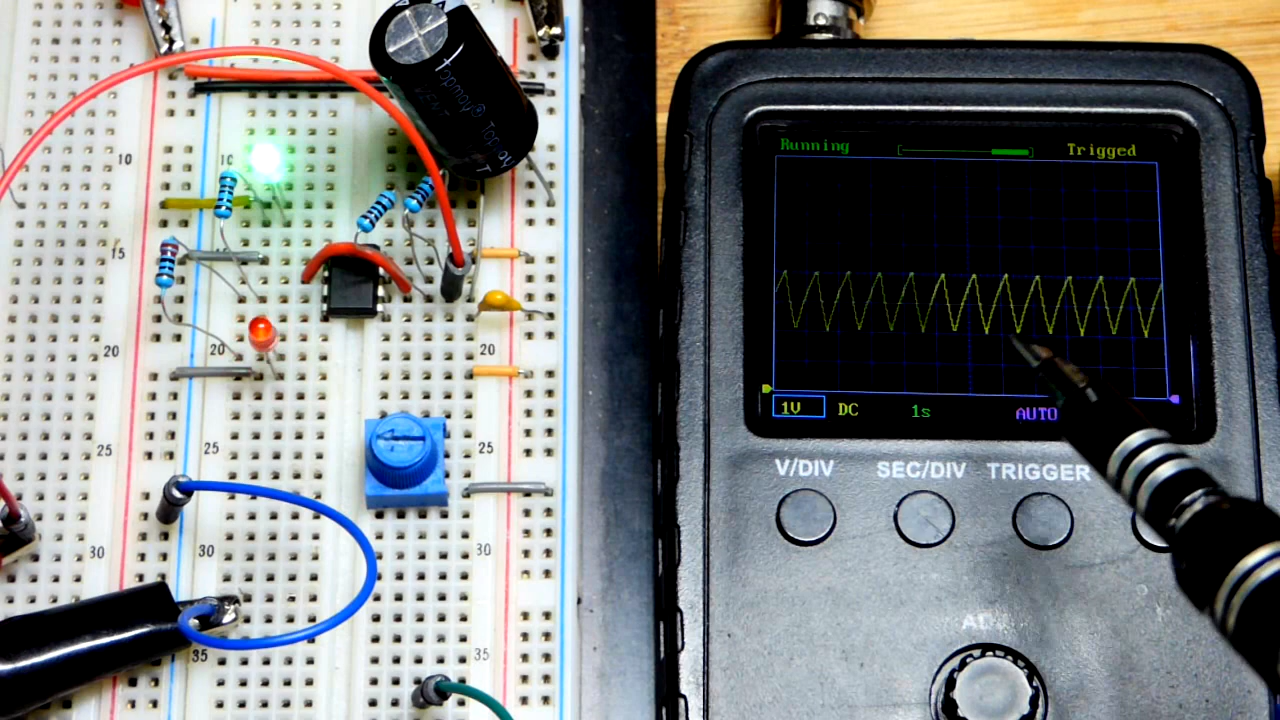 Running Trigged
1V DC 1s AUTO
V/DIV SEC/DIV TRIGGER
10 10
15
20 20 20
25 25 25
30 30 30
35 35